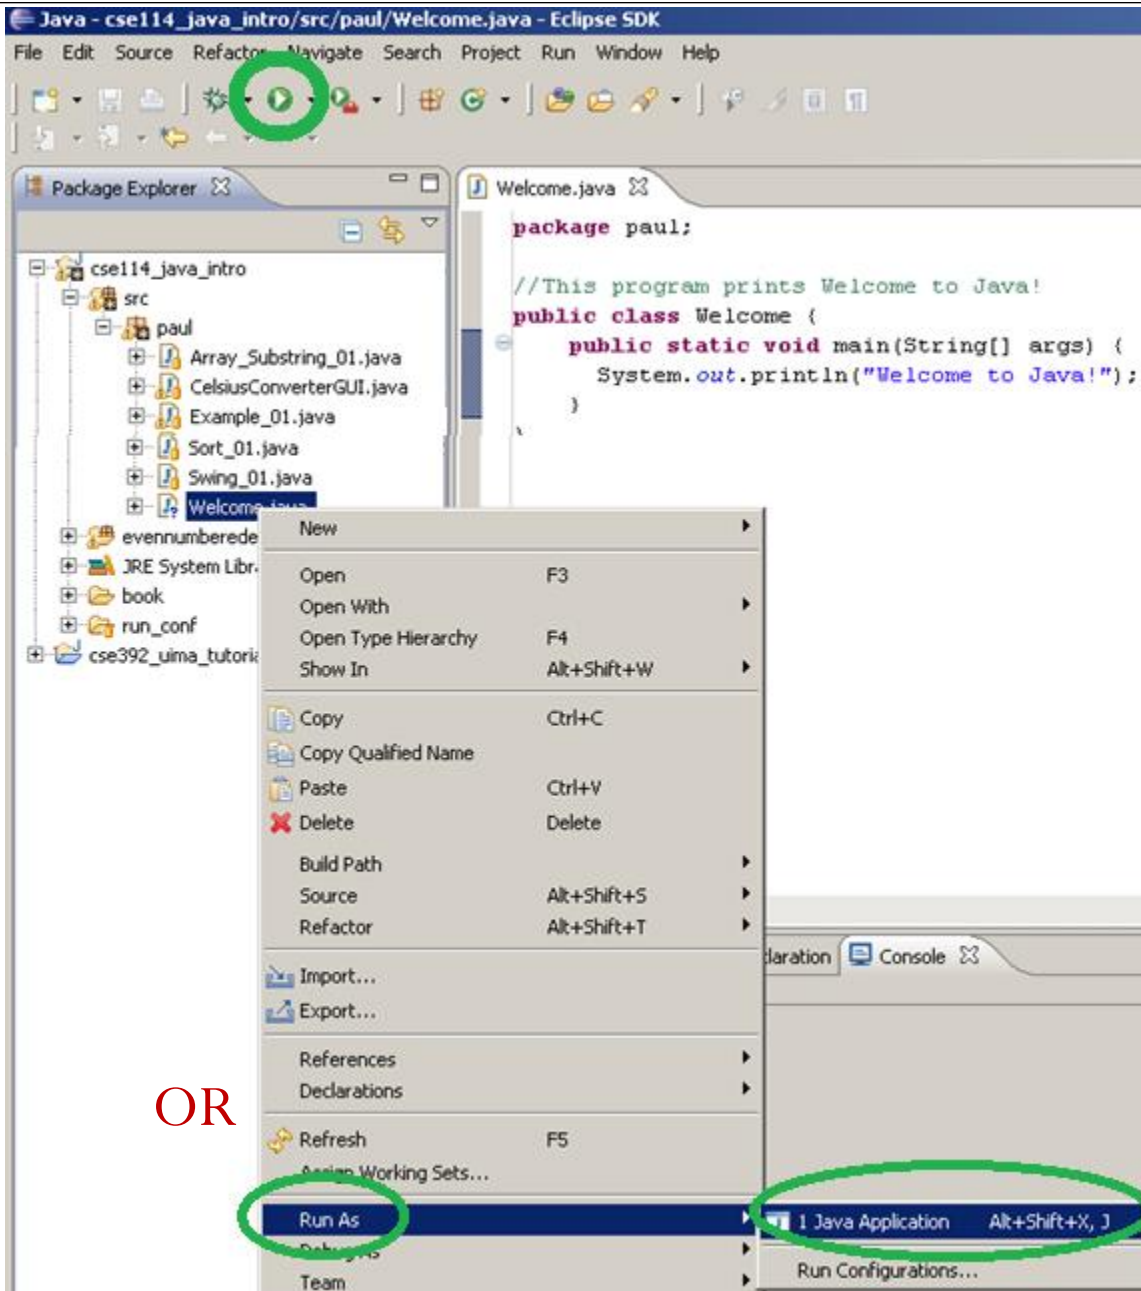 Java - cse114_java_intro/src/paul/Welcome.java - Eclipse SDK
File Edit Source Refactor Navigate Search Project Run Window Help
Package Explorer
Welcome.java
package paul;
//This program prints Welcome to Java!
public class Welcome {
public static void main(String[] args) {
System.out.println("Welcome to Java!");
}
cse114_java_intro
src
paul
Array_Substring_01.java
CelsiusConverterGUI.java
Example_01.java
Sort_01.java
Swing_01.java
Welcome.java
evennumberede
JRE System Libr
book
run_conf
cse392_uima_tutoria
New
Open F3
Open With
Open Type Hierarchy F4
Show In Alt+Shift+W
Copy Ctrl+C
Copy Qualified Name
Paste Ctrl+V
Delete Delete
Build Path
Source Alt+Shift+S
Refactor Alt+Shift+T
Import...
Export...
References
Declarations
Refresh F5
Assign Working Sets...
Run As
Debug As
Team
laration Console
OR
1 Java Application Alt+Shift+X, J
Run Configurations...